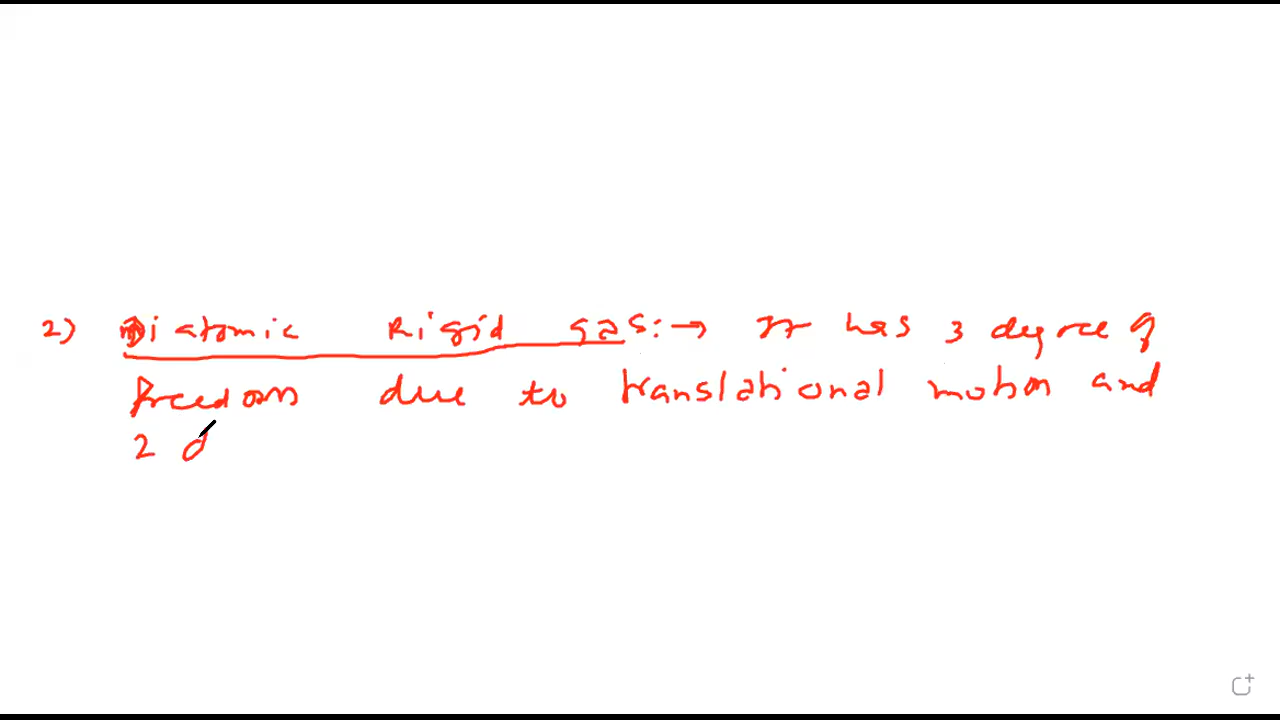 2) Diatomic Rigid gas:→ It has 3 degree of
freedom due to translational motion and
2 d